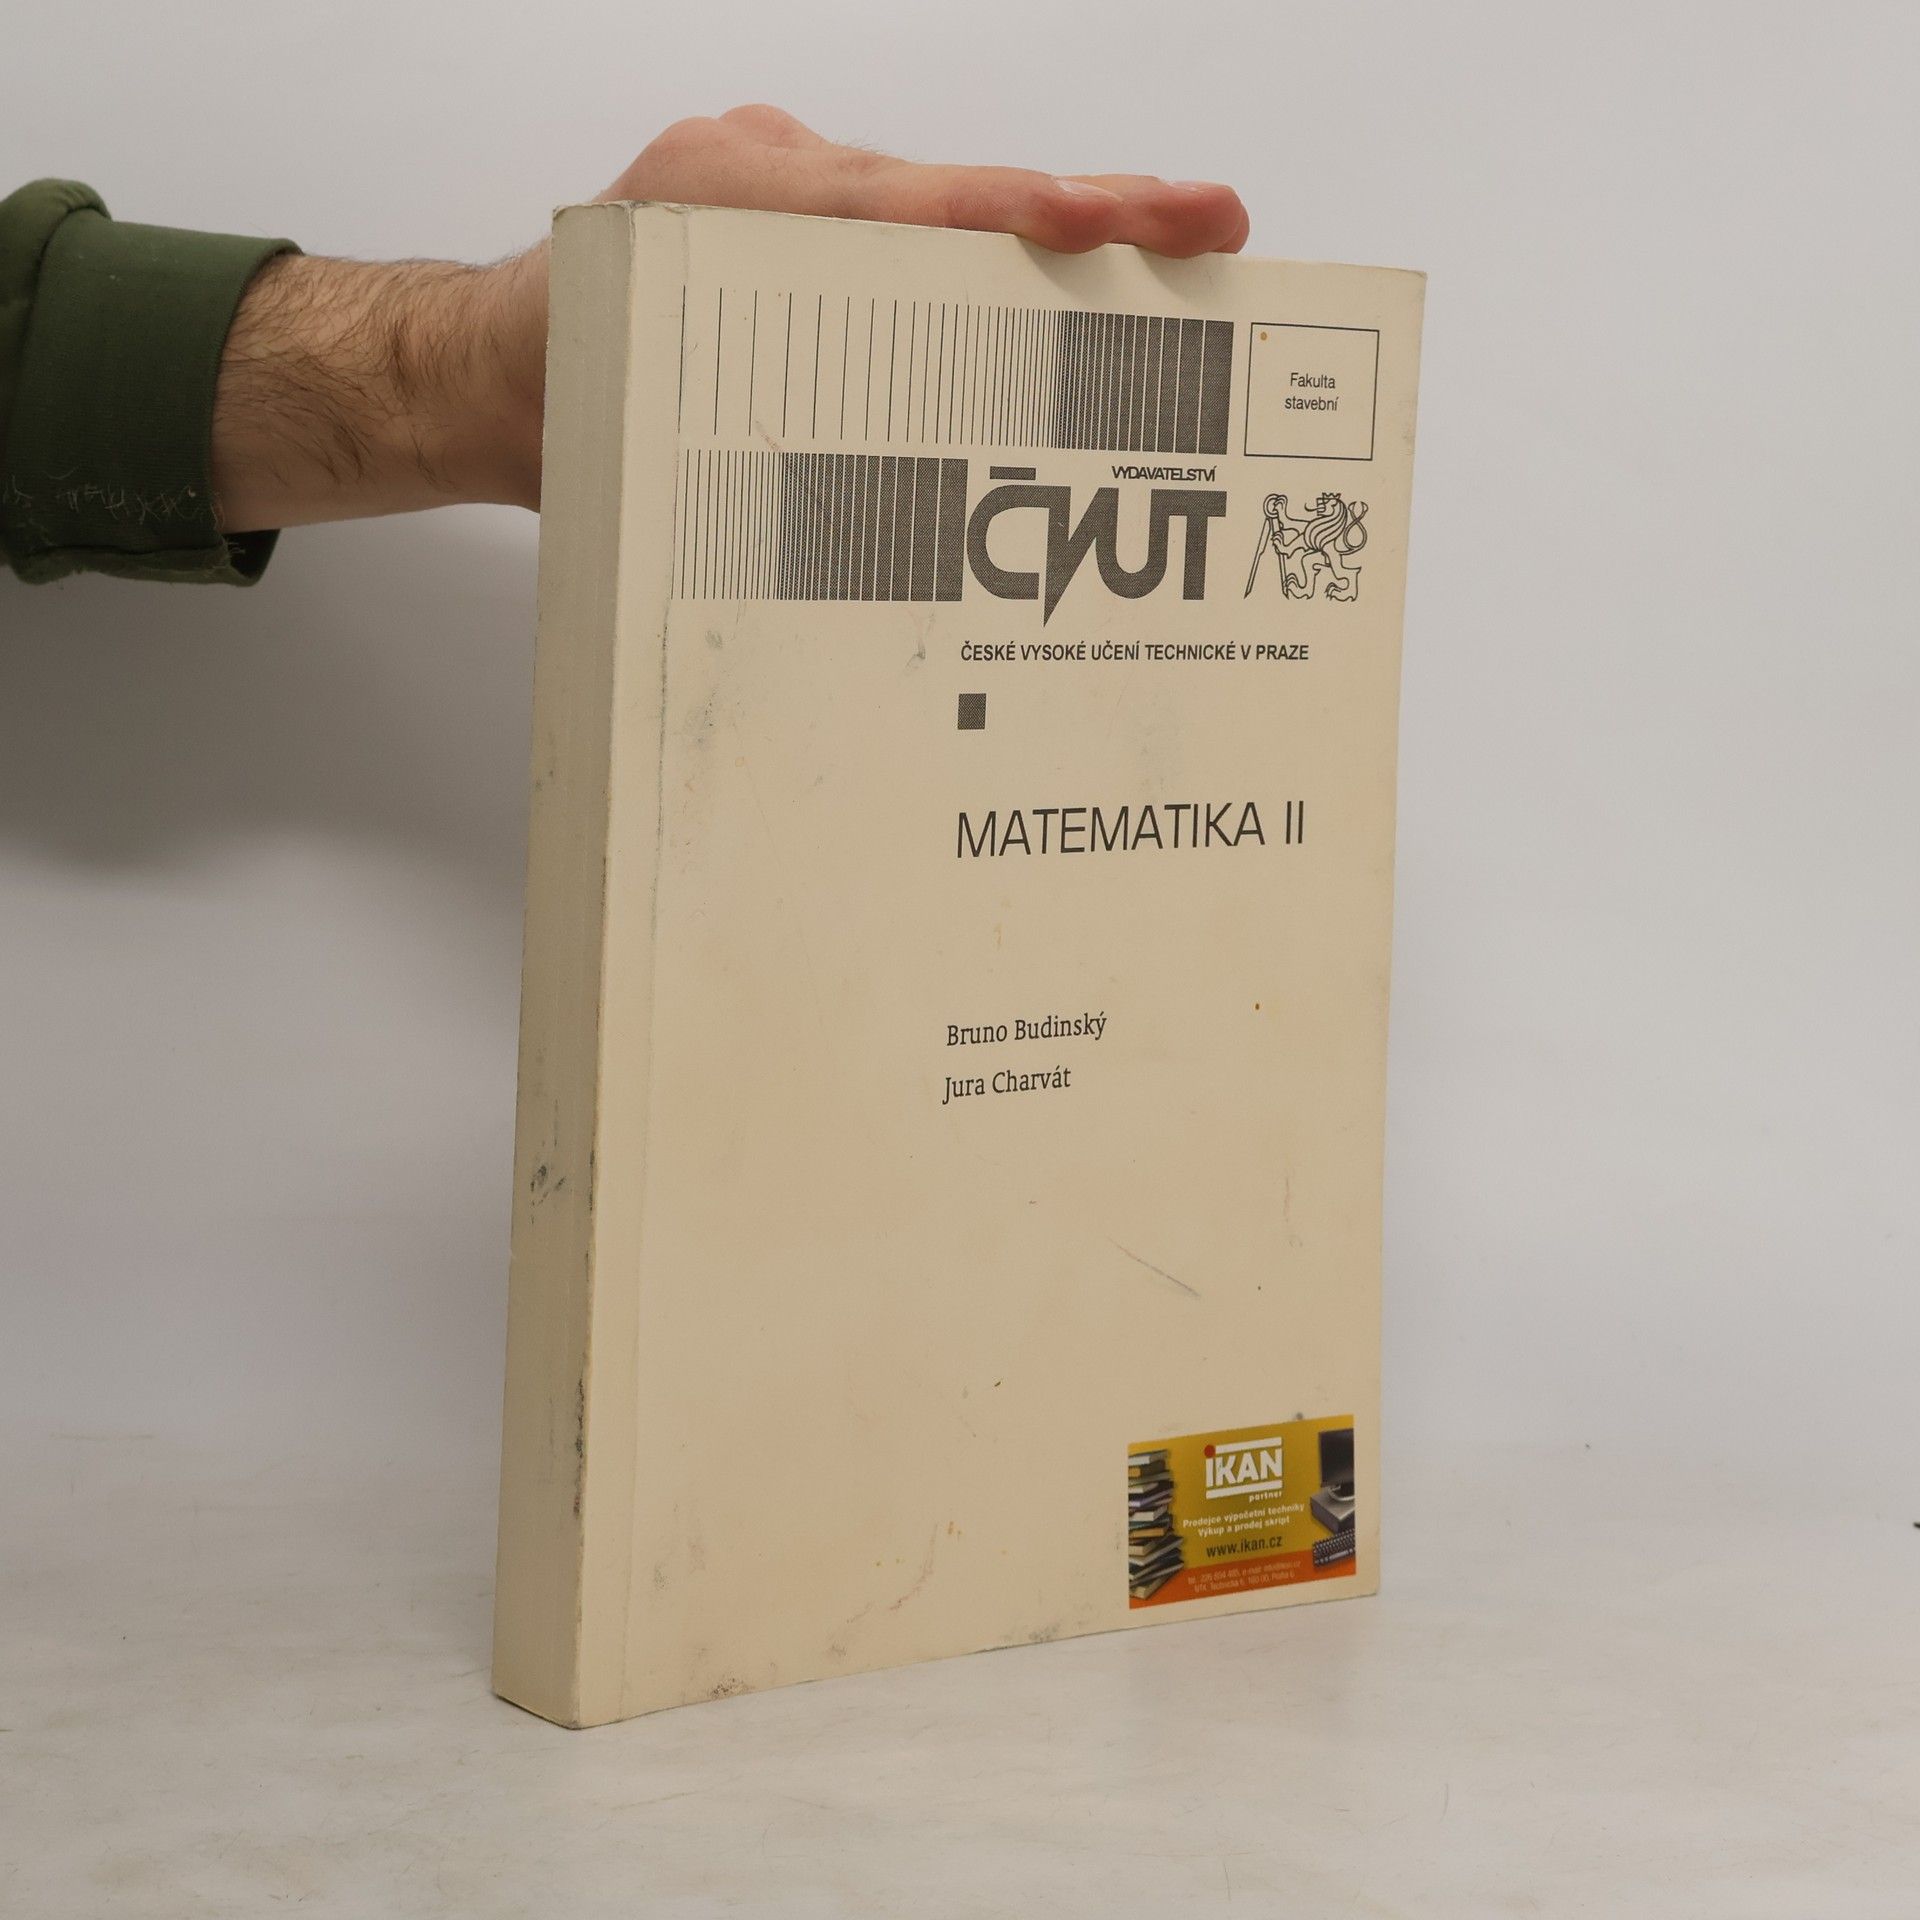 Fakulta
stavební
VYDAVATELSTVÍ
ČVUT
ČESKÉ VYSOKÉ UČENÍ TECHNICKÉ V PRAZE
MATEMATIKA II
Bruno Budinský
Jura Charvát
iKAN
partner
Prodejce výpočetní techniky
Výkup a prodej skript
www.ikan.cz